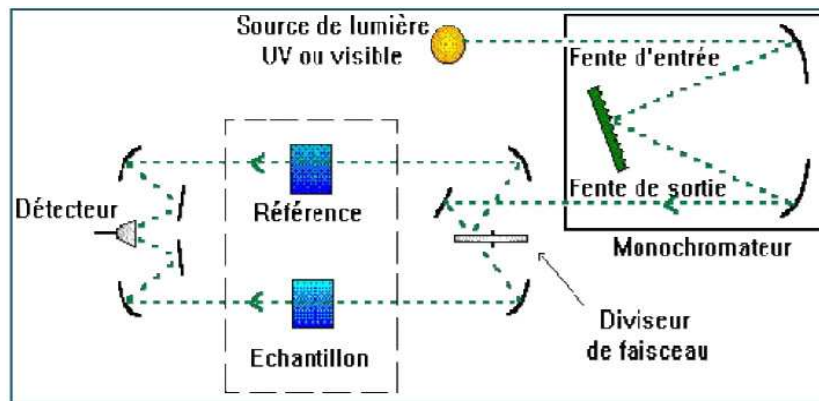 Source de lumière
UV ou visible
Fente d'entrée
Fente de sortie
Monochromateur
Référence
Détecteur
Echantillon
Diviseur
de faisceau